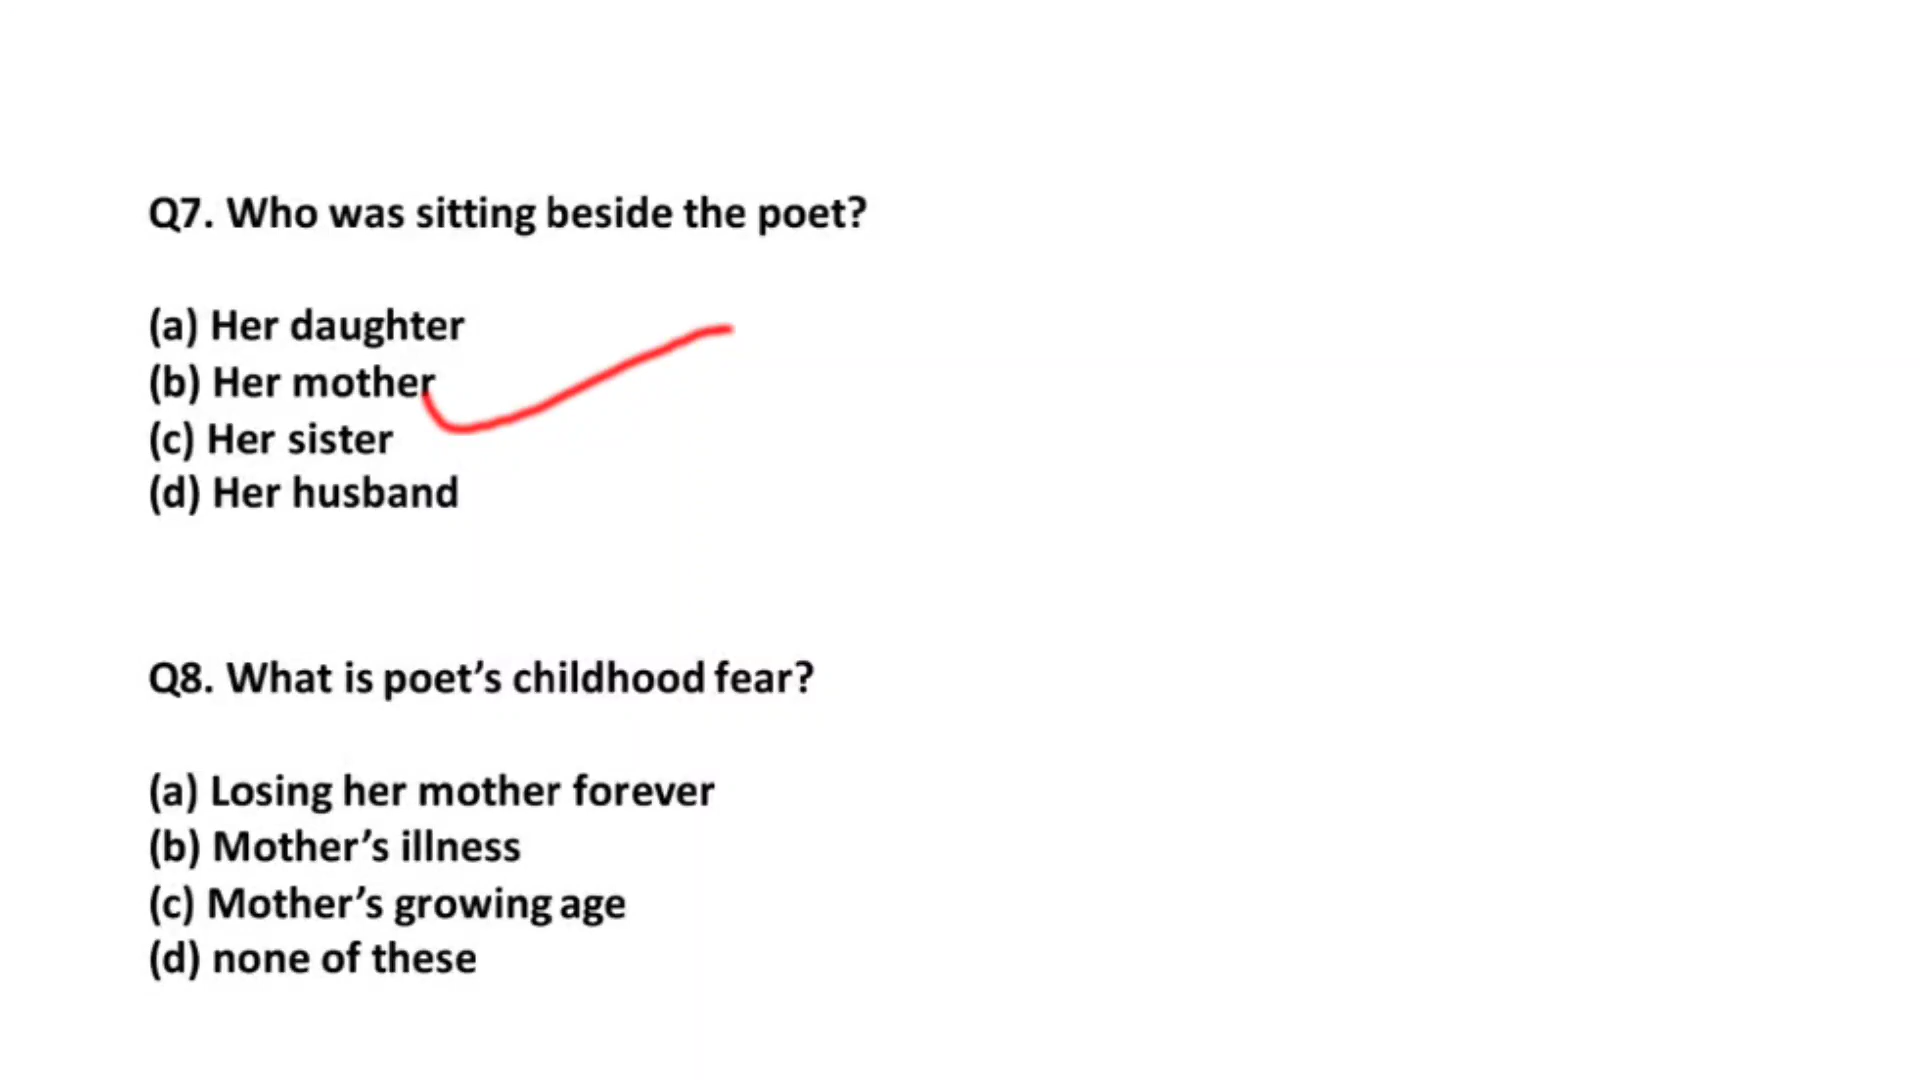 Q7. Who was sitting beside the poet?
(a) Her daughter
(b) Her mother
(c) Her sister
(d) Her husband
Q8. What is poet’s childhood fear?
(a) Losing her mother forever
(b) Mother’s illness
(c) Mother’s growing age
(d) none of these